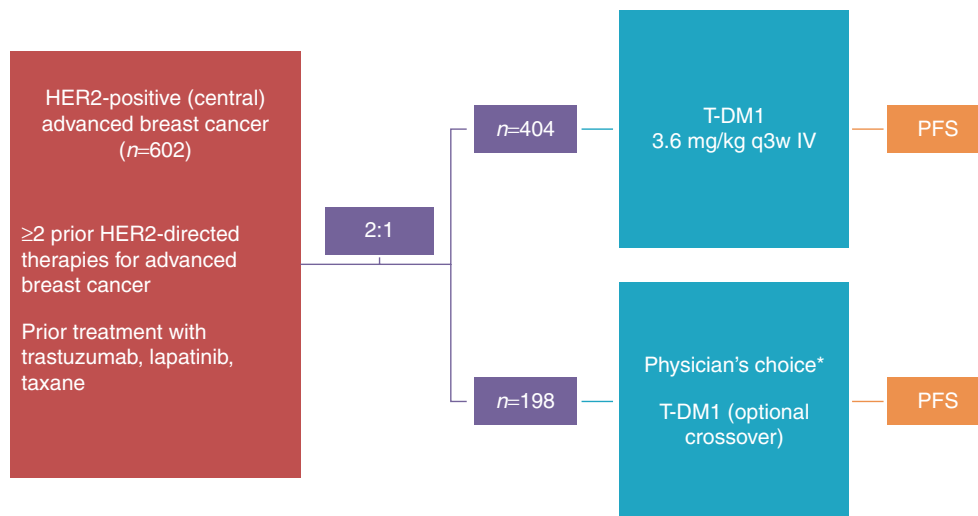 HER2-positive (central)
advanced breast cancer
(n=602)
≥2 prior HER2-directed
therapies for advanced
breast cancer
Prior treatment with
trastuzumab, lapatinib,
taxane
2:1
n=404
T-DM1
3.6 mg/kg q3w IV
PFS
n=198
Physician’s choice*
T-DM1 (optional
crossover)
PFS